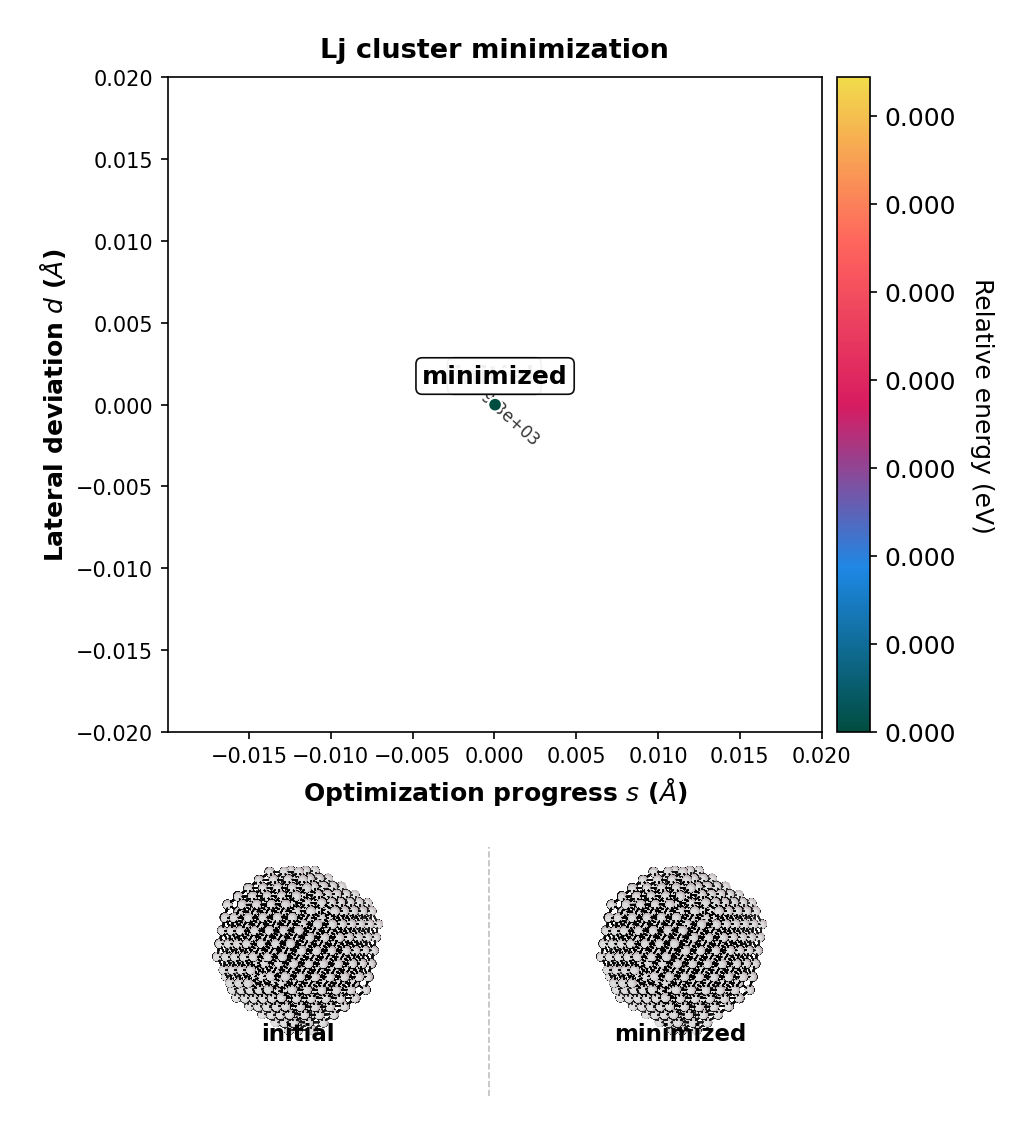 Lj cluster minimization
Lateral deviation d (Å)
0.020
0.015
0.010
0.005
0.000
−0.005
−0.010
−0.015
−0.020
minimized
−0.015 −0.010 −0.005 0.000 0.005 0.010 0.015 0.020
Optimization progress s (Å)
0.000
0.000
0.000
0.000
0.000
0.000
0.000
0.000
Relative energy (eV)
initial
minimized